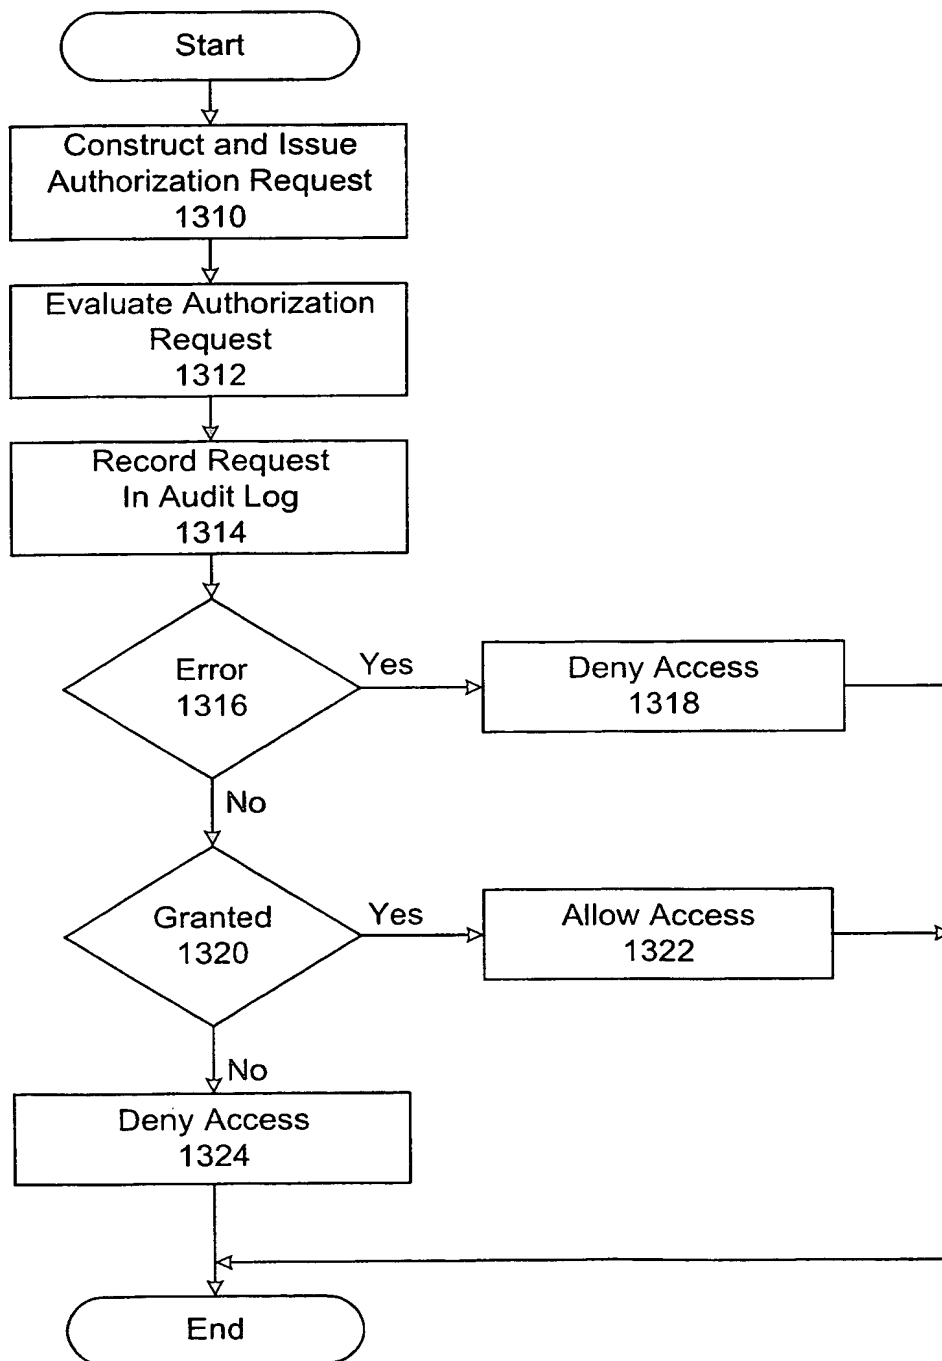 Start
Construct and Issue
Authorization Request
1310
Evaluate Authorization
Request
1312
Record Request
In Audit Log
1314
Error
1316
Yes
Deny Access
1318
No
Granted
1320
Yes
Allow Access
1322
No
Deny Access
1324
End